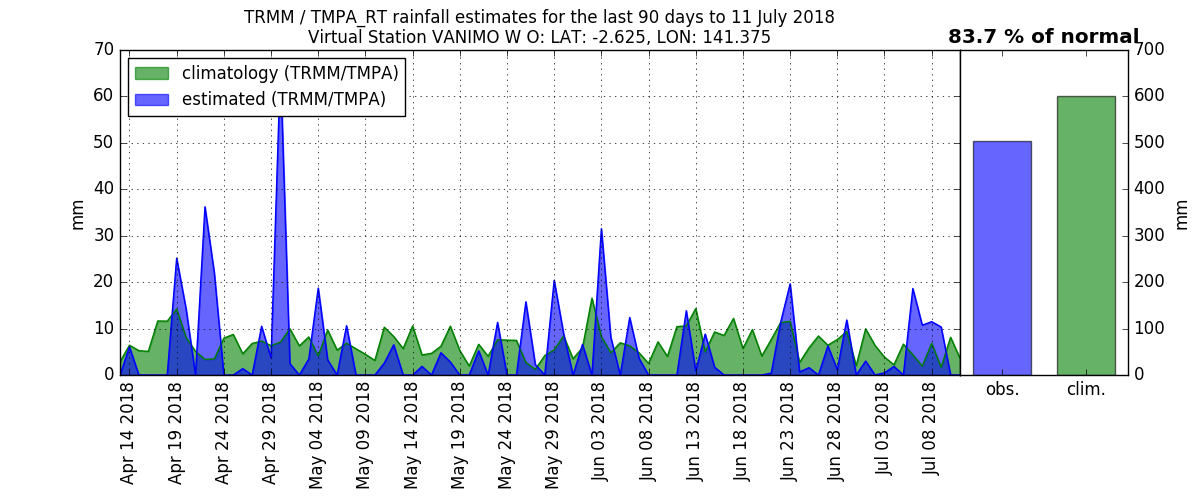 TRMM / TMPA_RT rainfall estimates for the last 90 days to 11 July 2018
Virtual Station VANIMO W O: LAT: -2.625, LON: 141.375
83.7 % of normal
climatology (TRMM/TMPA)
estimated (TRMM/TMPA)
mm
70
60
50
40
30
20
10
0
Apr 14 2018
Apr 19 2018
Apr 24 2018
Apr 29 2018
May 04 2018
May 09 2018
May 14 2018
May 19 2018
May 24 2018
May 29 2018
Jun 03 2018
Jun 08 2018
Jun 13 2018
Jun 18 2018
Jun 23 2018
Jun 28 2018
Jul 03 2018
Jul 08 2018
obs.
clim.
700
600
500
400
300
200
100
0
mm